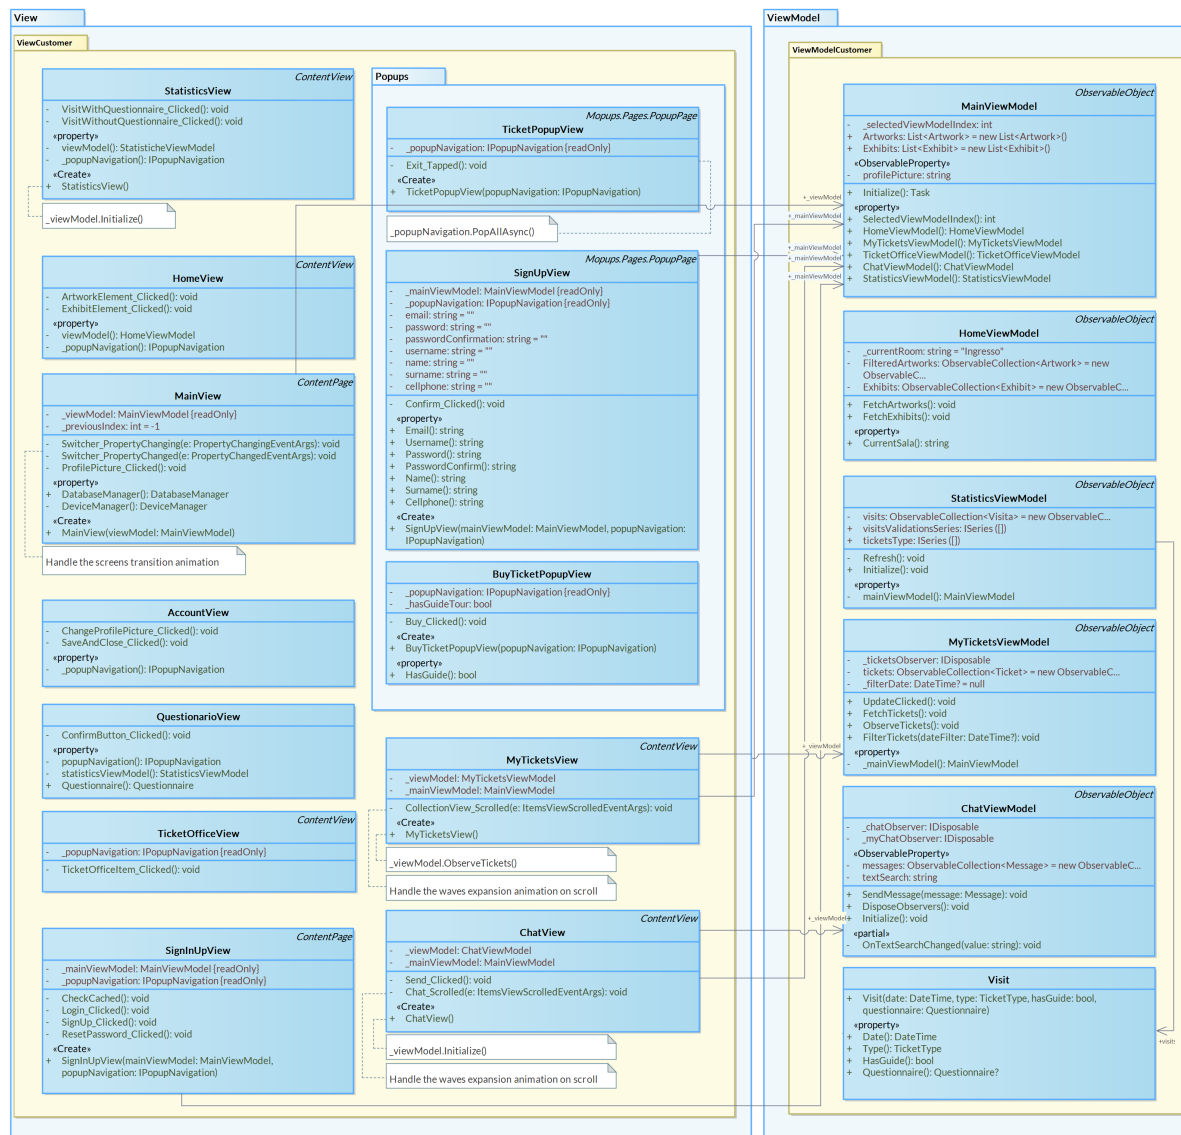 View
ViewCustomer
ContentView
StatisticsView
- VisitWithQuestionnaire_Clicked(): void
- VisitWithoutQuestionnaire_Clicked(): void
«property»
- viewModel(): StatisticheViewModel
- _popupNavigation(): IPopupNavigation
«Create»
+ StatisticsView()
_viewModel.Initialize()
ContentView
HomeView
- ArtworkElement_Clicked(): void
- ExhibitElement_Clicked(): void
«property»
- viewModel(): HomeViewModel
- _popupNavigation(): IPopupNavigation
ContentPage
MainView
- _viewModel: MainViewModel {readOnly}
- _previousIndex: int = -1
- Switcher_PropertyChanging(e: PropertyChangingEventArgs): void
- Switcher_PropertyChanged(e: PropertyChangedEventArgs): void
- ProfilePicture_Clicked(): void
«property»
+ DatabaseManager(): DatabaseManager
- DeviceManager(): DeviceManager
«Create»
+ MainView(viewModel: MainViewModel)
Handle the screens transition animation
AccountView
- ChangeProfilePicture_Clicked(): void
- SaveAndClose_Clicked(): void
«property»
- _popupNavigation(): IPopupNavigation
QuestionarioView
- ConfirmButton_Clicked(): void
«property»
- popupNavigation(): IPopupNavigation
- statisticsViewModel(): StatisticsViewModel
+ Questionnaire(): Questionnaire
ContentView
TicketOfficeView
- _popupNavigation: IPopupNavigation {readOnly}
- TicketOfficeItem_Clicked(): void
ContentPage
SignInUpView
- _mainViewModel: MainViewModel {readOnly}
- _popupNavigation: IPopupNavigation {readOnly}
- CheckCached(): void
- Login_Clicked(): void
- SignUp_Clicked(): void
- ResetPassword_Clicked(): void
«Create»
+ SignInUpView(mainViewModel: MainViewModel,
popupNavigation: IPopupNavigation)
Popups
Mopups.Pages.PopupPage
TicketPopupView
- _popupNavigation: IPopupNavigation {readOnly}
- Exit_Tapped(): void
«Create»
+ TicketPopupView(popupNavigation: IPopupNavigation)
_popupNavigation.PopAllAsync()
Mopups.Pages.PopupPage
SignUpView
- _mainViewModel: MainViewModel {readOnly}
- _popupNavigation: IPopupNavigation {readOnly}
- email: string = ""
- password: string = ""
- passwordConfirmation: string = ""
- username: string = ""
- name: string = ""
- surname: string = ""
- cellphone: string = ""
- Confirm_Clicked(): void
«property»
+ Email(): string
+ Username(): string
+ Password(): string
+ PasswordConfirm(): string
+ Name(): string
+ Surname(): string
+ Cellphone(): string
«Create»
+ SignUpView(mainViewModel: MainViewModel, popupNavigation:
IPopupNavigation)
BuyTicketPopupView
- _popupNavigation: IPopupNavigation {readOnly}
- _hasGuideTour: bool
- Buy_Clicked(): void
«Create»
+ BuyTicketPopupView(popupNavigation: IPopupNavigation)
«property»
+ HasGuide(): bool
ContentView
MyTicketsView
- _viewModel: MyTicketsViewModel
- _mainViewModel: MainViewModel
- CollectionView_Scrolled(e: ItemsViewScrolledEventArgs): void
«Create»
+ MyTicketsView()
_viewModel.ObserveTickets()
Handle the waves expansion animation on scroll
ContentView
ChatView
- _viewModel: ChatViewModel
- _mainViewModel: MainViewModel
- Send_Clicked(): void
- Chat_Scrolled(e: ItemsViewScrolledEventArgs): void
«Create»
+ ChatView()
_viewModel.Initialize()
Handle the waves expansion animation on scroll
ViewModel
ViewModelCustomer
+_viewModel
+_mainViewModel
+_mainViewModel
+_mainViewModel
+_mainViewModel
ObservableObject
MainViewModel
- _selectedViewModelIndex: int
+ Artworks: List<Artwork> = new List<Artwork>()
+ Exhibits: List<Exhibit> = new List<Exhibit>()
«ObservableProperty»
- profilePicture: string
+ Initialize(): Task
«property»
+ SelectedViewModelIndex(): int
+ HomeViewModel(): HomeViewModel
+ MyTicketsViewModel(): MyTicketsViewModel
+ TicketOfficeViewModel(): TicketOfficeViewModel
+ ChatViewModel(): ChatViewModel
+ StatisticsViewModel(): StatisticsViewModel
ObservableObject
HomeViewModel
- _currentRoom: string = "Ingresso"
- FilteredArtworks: ObservableCollection<Artwork> = new
ObservableC...
- Exhibits: ObservableCollection<Exhibit> = new ObservableC...
+ FetchArtworks(): void
+ FetchExhibits(): void
«property»
+ CurrentSala(): string
ObservableObject
StatisticsViewModel
- visits: ObservableCollection<Visita> = new ObservableC...
+ visitsValidationsSeries: ISeries ([])
+ ticketsType: ISeries ([])
- Refresh(): void
+ Initialize(): void
«property»
- mainViewModel(): MainViewModel
ObservableObject
MyTicketsViewModel
- _ticketsObserver: IDisposable
- tickets: ObservableCollection<Ticket> = new ObservableC...
- _filterDate: DateTime? = null
+ UpdateClicked(): void
+ FetchTickets(): void
+ ObserveTickets(): void
+ FilterTickets(dateFilter: DateTime?): void
«property»
- _mainViewModel(): MainViewModel
+_viewModel
ObservableObject
ChatViewModel
- _chatObserver: IDisposable
- _myChatObserver: IDisposable
«ObservableProperty»
- messages: ObservableCollection<Message> = new ObservableC...
- textSearch: string
+ SendMessage(message: Message): void
+ DisposeObservers(): void
+ Initialize(): void
«partial»
- OnTextSearchChanged(value: string): void
+_viewModel
Visit
+ Visit(date: DateTime, type: TicketType, hasGuide: bool,
questionnaire: Questionnaire)
«property»
+ Date(): DateTime
+ Type(): TicketType
+ HasGuide(): bool
+ Questionnaire(): Questionnaire?
+visits